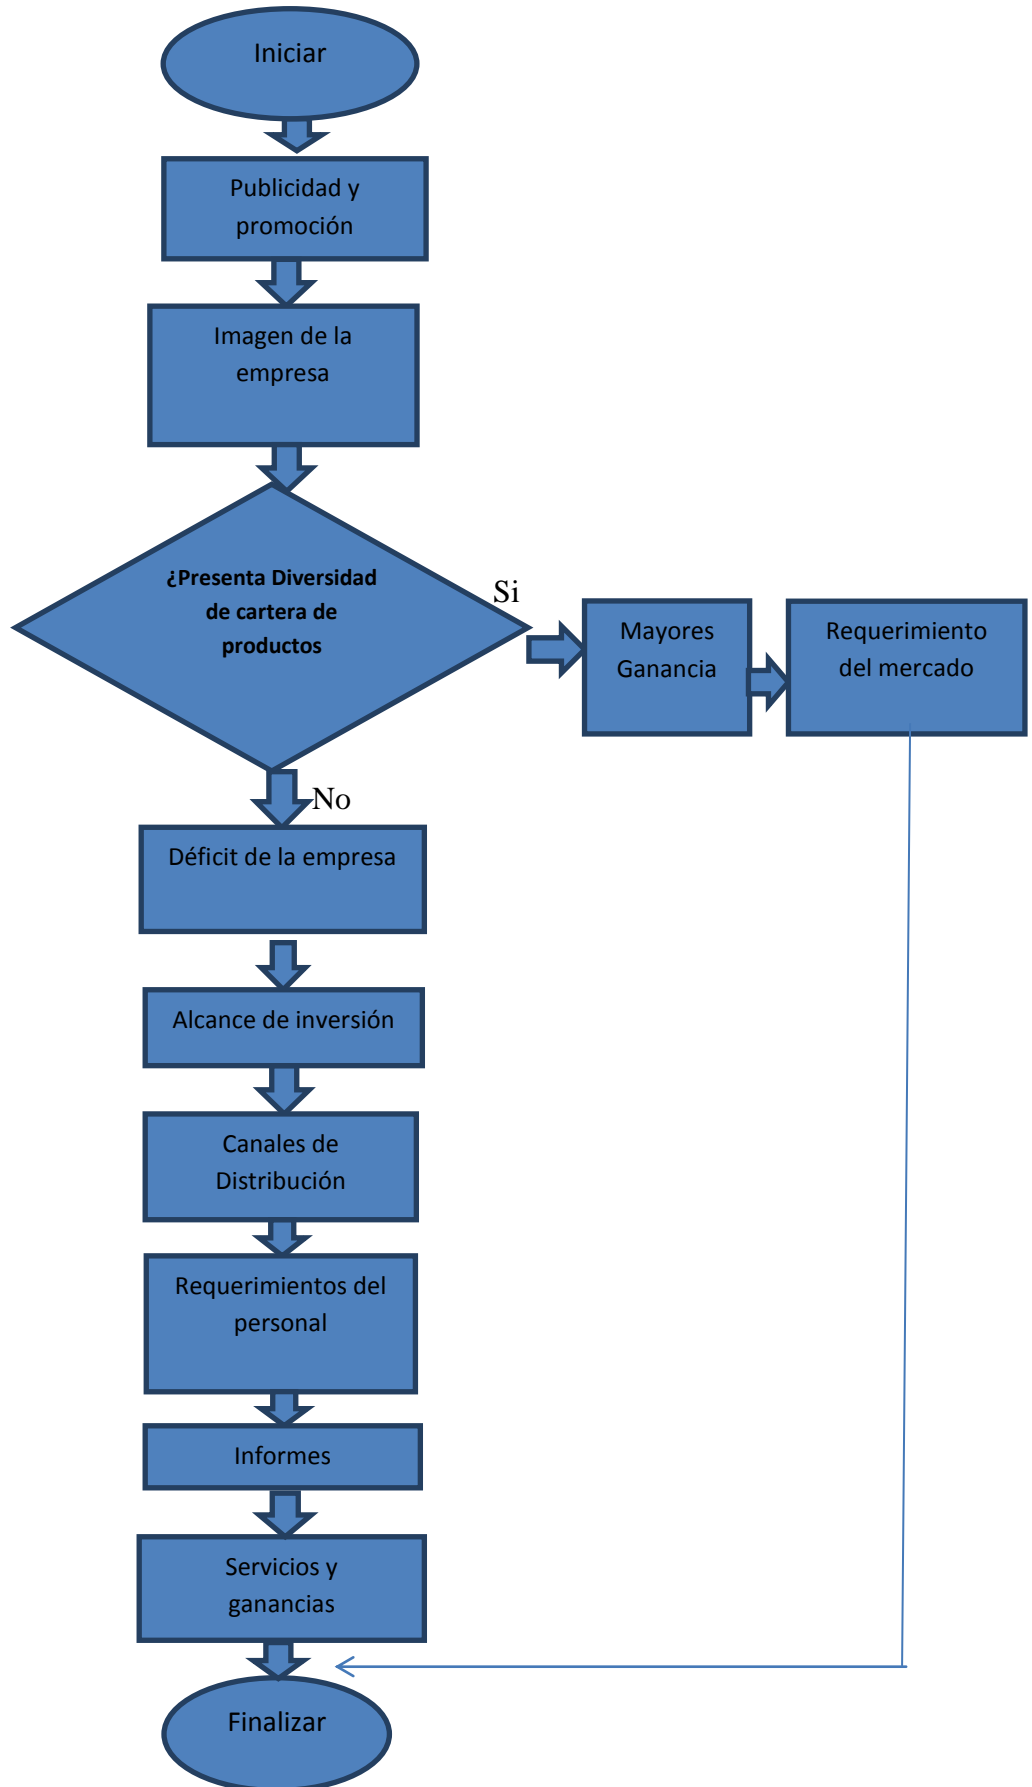 Iniciar
Publicidad y
promoción
Imagen de la
empresa
¿Presenta Diversidad
de cartera de
productos
Si
Mayores
Ganancia
Requerimiento
del mercado
No
Déficit de la empresa
Alcance de inversión
Canales de
Distribución
Requerimientos del
personal
Informes
Servicios y
ganancias
Finalizar